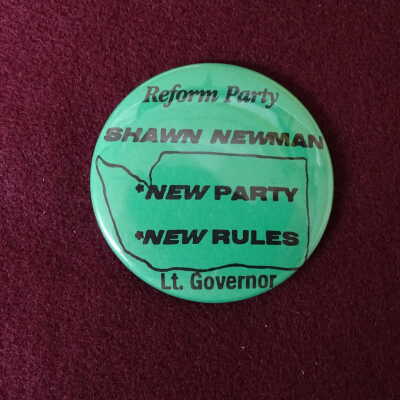 Reform Party
SHAWN NEWMAN
*NEW PARTY
*NEW RULES
Lt. Governor